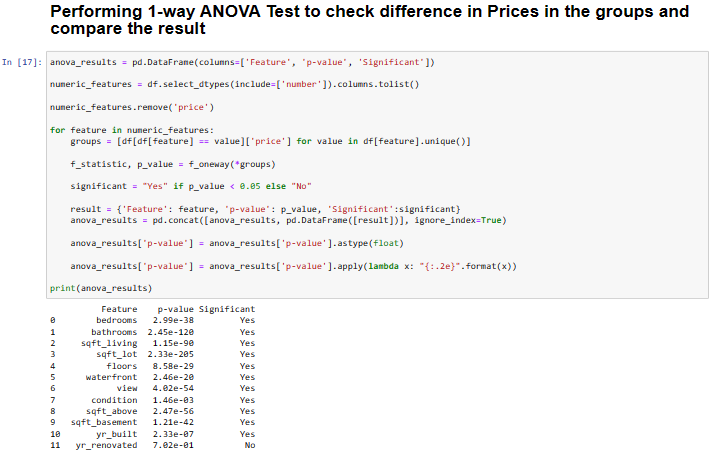 Performing 1-way ANOVA Test to check difference in Prices in the groups and
compare the result
In [17]: anova_results = pd.DataFrame(columns=['Feature', 'p-value', 'Significant'])
numeric_features = df.select_dtypes(include=['number']).columns.tolist()
numeric_features.remove('price')
for feature in numeric_features:
groups = [df[df[feature] == value]['price'] for value in df[feature].unique()]
f_statistic, p_value = f_oneway(*groups)
significant = "Yes" if p_value < 0.05 else "No"
result = {'Feature': feature, 'p-value': p_value, 'Significant':significant}
anova_results = pd.concat([anova_results, pd.DataFrame([result])], ignore_index=True)
anova_results['p-value'] = anova_results['p-value'].astype(float)
anova_results['p-value'] = anova_results['p-value'].apply(lambda x: "{:.2e}".format(x))
print(anova_results)
Feature p-value Significant
0 bedrooms 2.99e-38 Yes
1 bathrooms 2.45e-120 Yes
2 sqft_living 1.15e-90 Yes
3 sqft_lot 2.33e-205 Yes
4 floors 8.58e-29 Yes
5 waterfront 2.46e-20 Yes
6 view 4.02e-54 Yes
7 condition 1.46e-03 Yes
8 sqft_above 2.47e-56 Yes
9 sqft_basement 1.21e-42 Yes
10 yr_built 2.33e-07 Yes
11 yr_renovated 7.02e-01 No